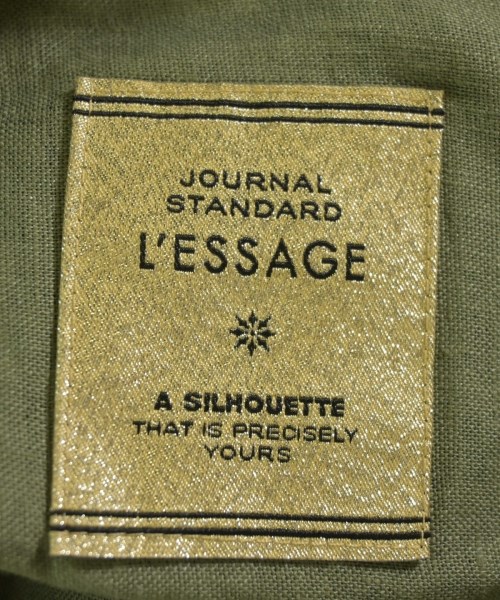 JOURNAL
STANDARD
L'ESSAGE
A SILHOUETTE
THAT IS PRECISELY
YOURS